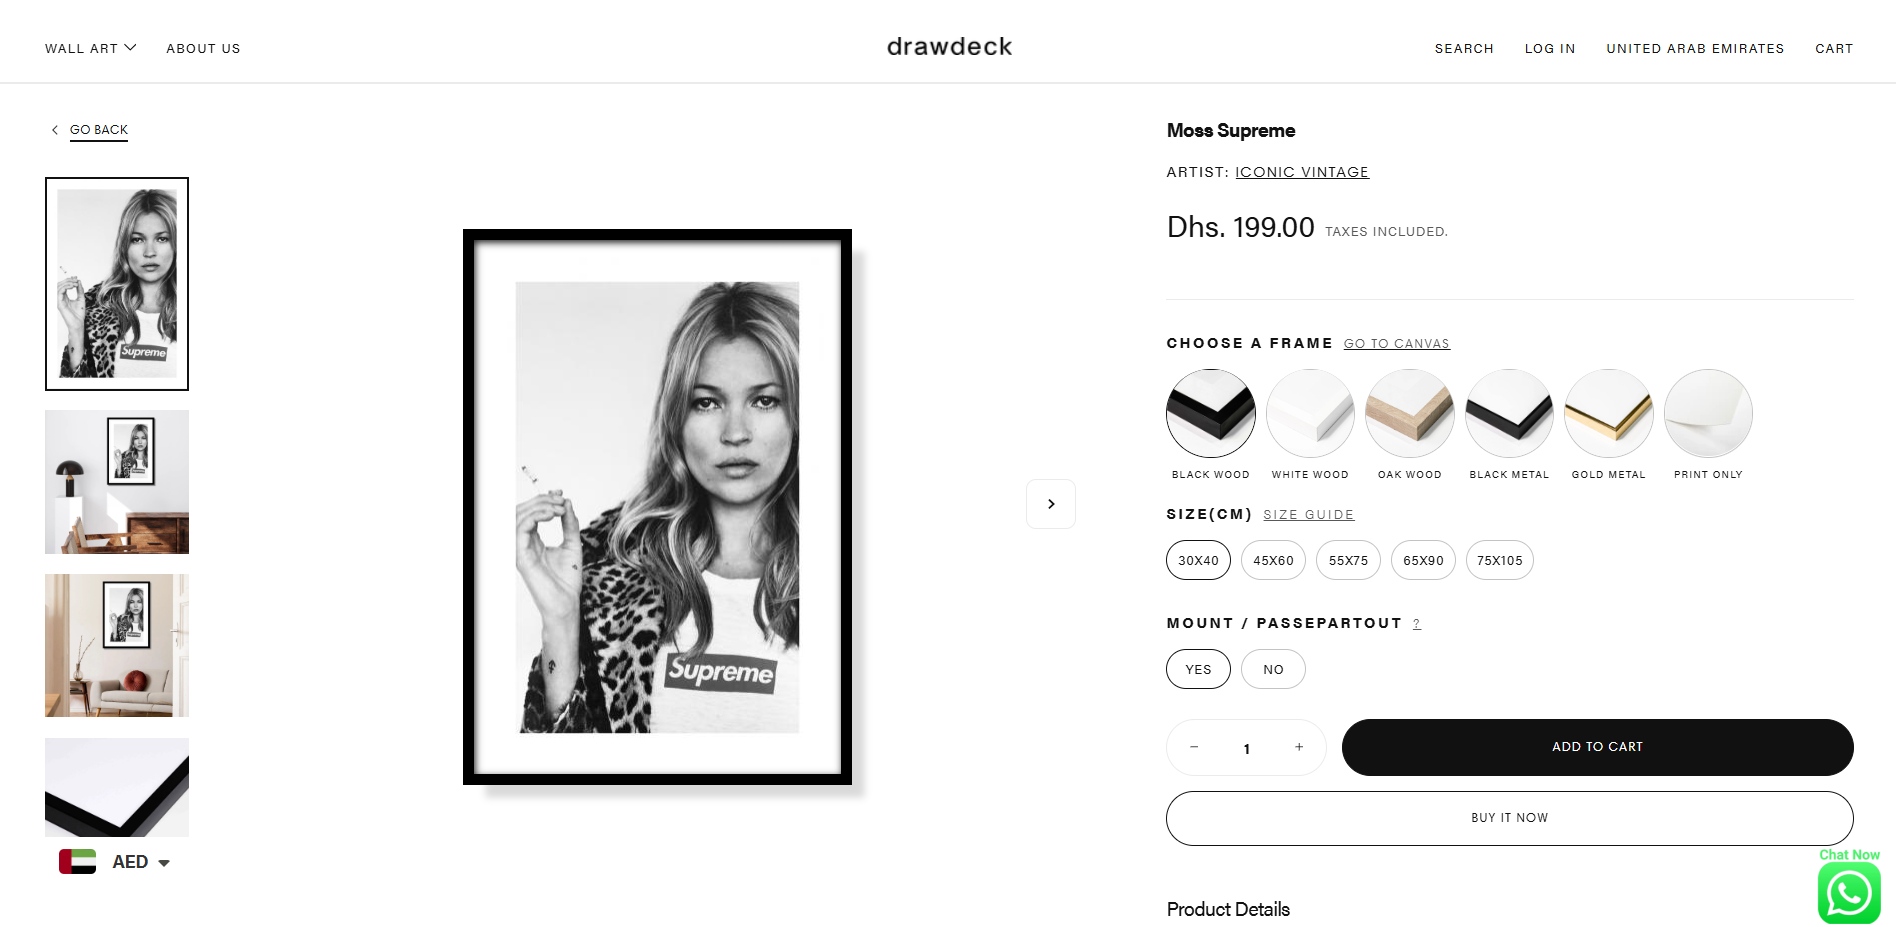 WALL ART
ABOUT US
drawdeck
SEARCH
LOG IN
UNITED ARAB EMIRATES
CART
GO BACK
Supreme
AED
Supreme
Moss Supreme
ARTIST: ICONIC VINTAGE
Dhs. 199.00 TAXES INCLUDED.
CHOOSE A FRAME GO TO CANVAS
BLACK WOOD
WHITE WOOD
OAK WOOD
BLACK METAL
GOLD METAL
PRINT ONLY
SIZE(CM) SIZE GUIDE
30X40
45X60
55X75
65X90
75X105
MOUNT / PASSEPARTOUT ?
YES
NO
− 1 +
ADD TO CART
BUY IT NOW
Chat Now
Product Details